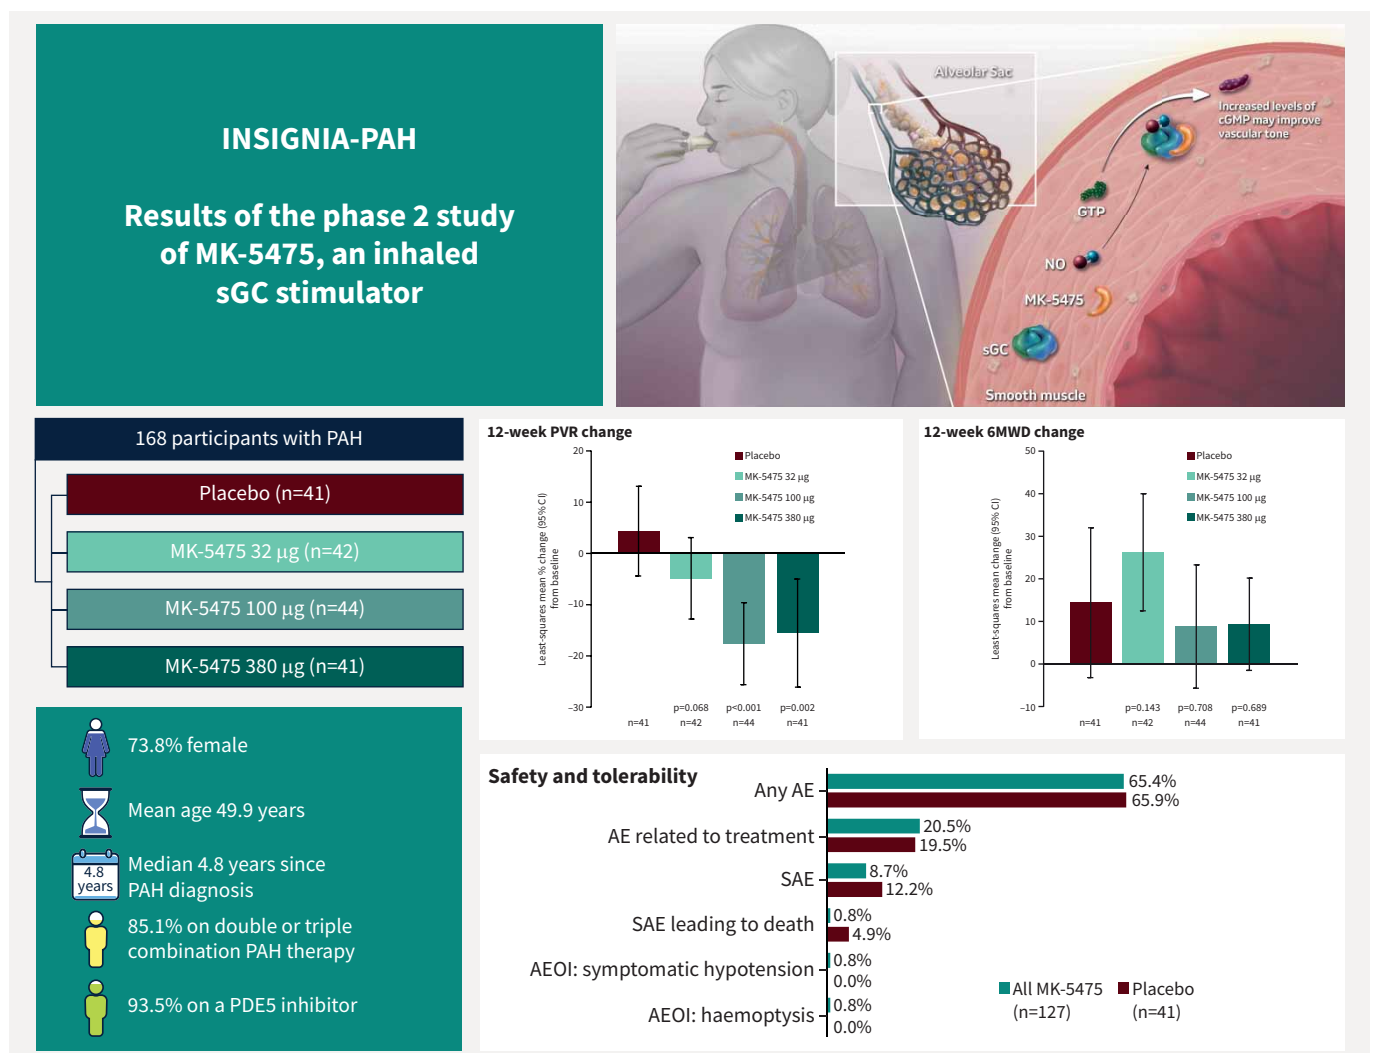 INSIGNIA-PAH
Results of the phase 2 study
of MK-5475, an inhaled
sGC stimulator
Alveolar Sac
Increased levels of
cGMP may improve
vascular tone
GTP
NO
MK-5475
sGC
Smooth muscle
168 participants with PAH
Placebo (n=41)
MK-5475 32 µg (n=42)
MK-5475 100 µg (n=44)
MK-5475 380 µg (n=41)
73.8% female
Mean age 49.9 years
4.8
years
Median 4.8 years since
PAH diagnosis
85.1% on double or triple
combination PAH therapy
93.5% on a PDE5 inhibitor
12-week PVR change
Least-squares mean % change (95% CI)
from baseline
20
10
0
–10
–20
–30
Placebo
MK-5475 32 µg
MK-5475 100 µg
MK-5475 380 µg
p=0.068 p<0.001 p=0.002
n=41 n=42 n=44 n=41
12-week 6MWD change
Least-squares mean change (95% CI)
from baseline
50
40
30
20
10
0
–10
Placebo
MK-5475 32 µg
MK-5475 100 µg
MK-5475 380 µg
p=0.143 p=0.708 p=0.689
n=41 n=42 n=44 n=41
Safety and tolerability
Any AE
65.4%
65.9%
AE related to treatment
20.5%
19.5%
SAE
8.7%
12.2%
SAE leading to death
0.8%
4.9%
AEOI: symptomatic hypotension
0.8%
0.0%
AEOI: haemoptysis
0.8%
0.0%
All MK-5475 Placebo
(n=127) (n=41)